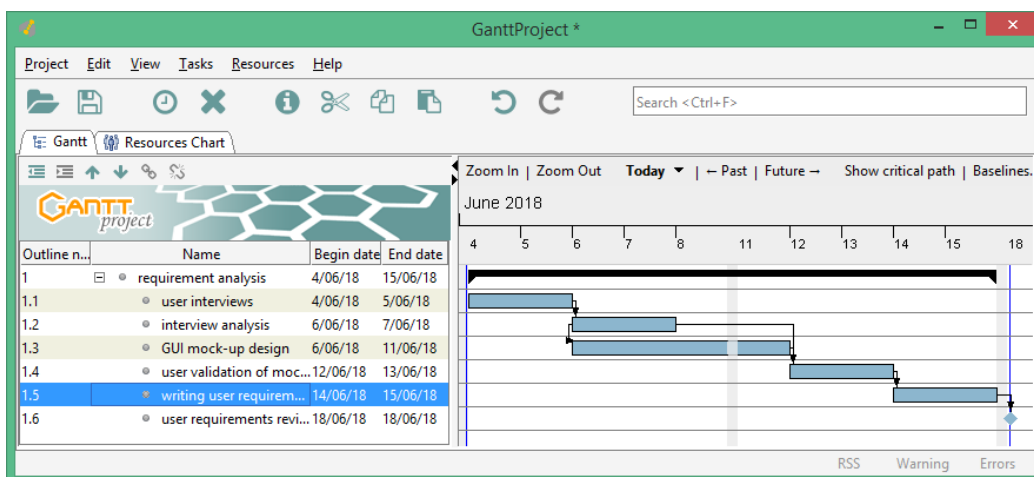 GanttProject *
Project Edit View Tasks Resources Help
Search <Ctrl+F>
Gantt Resources Chart
Zoom In | Zoom Out Today ▼ | ← Past | Future → Show critical path | Baselines.
GANTT project
June 2018
4 5 6 7 8 11 12 13 14 15 18
Outline n... Name Begin date End date
1 requirement analysis 4/06/18 15/06/18
1.1 user interviews 4/06/18 5/06/18
1.2 interview analysis 6/06/18 7/06/18
1.3 GUI mock-up design 6/06/18 11/06/18
1.4 user validation of moc... 12/06/18 13/06/18
1.5 writing user requirem... 14/06/18 15/06/18
1.6 user requirements revi... 18/06/18 18/06/18
RSS Warning Errors